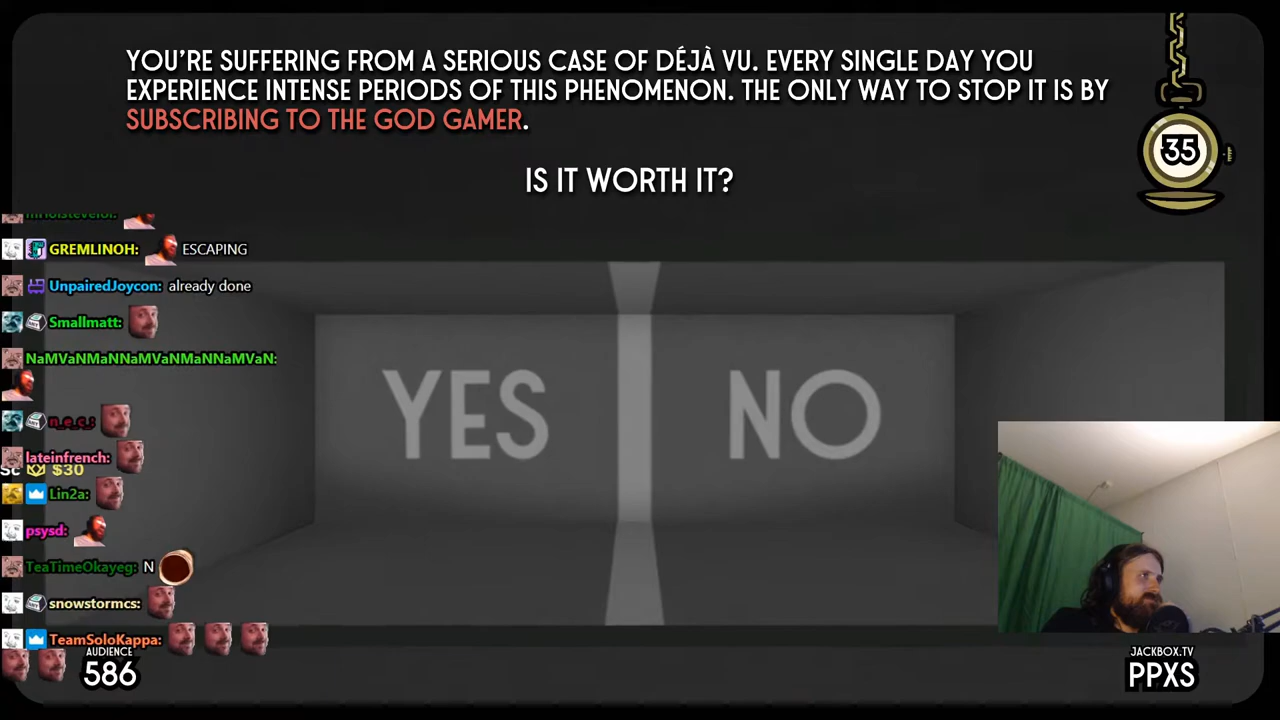 YOU'RE SUFFERING FROM A SERIOUS CASE OF DÉJÀ VU. EVERY SINGLE DAY YOU
EXPERIENCE INTENSE PERIODS OF THIS PHENOMENON. THE ONLY WAY TO STOP IT IS BY
SUBSCRIBING TO THE GOD GAMER.
35
IS IT WORTH IT?
GREMLINOH: ESCAPING
UnpairedJoycon: already done
Smallmatt:
NaMVaNMaNNaMVaNMaNNaMVaN:
YES NO
n_e_c_:
lateinfrench:
$30
Lin2a:
psysd:
TeaTimeOkayeg: N
snowstormcs:
TeamSoloKappa:
AUDIENCE
586
JACKBOX.TV
PPXS